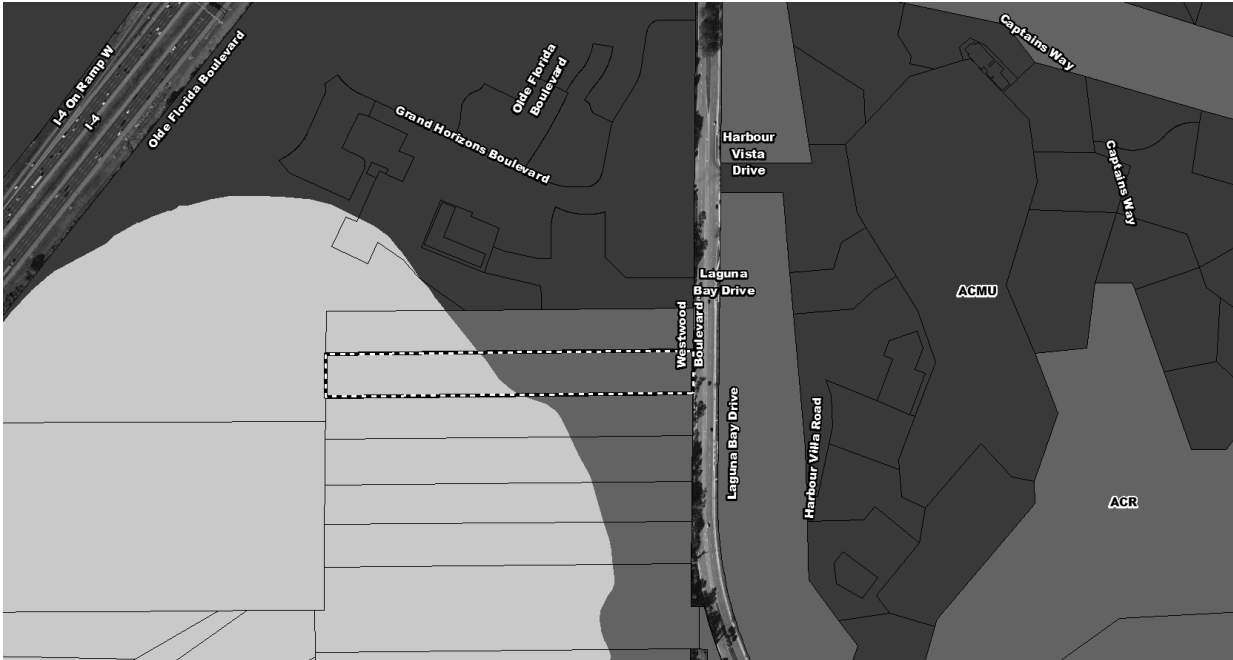 I-4 On Ramp W
I-4
Olde Florida Boulevard
Olde Florida
Boulevard
Grand Horizons Boulevard
Captains Way
Harbour
Vista
Drive
Captains Way
Laguna
Bay Drive
ACMU
Westwood
Boulevard
Laguna Bay Drive
Harbour Villa Road
ACR